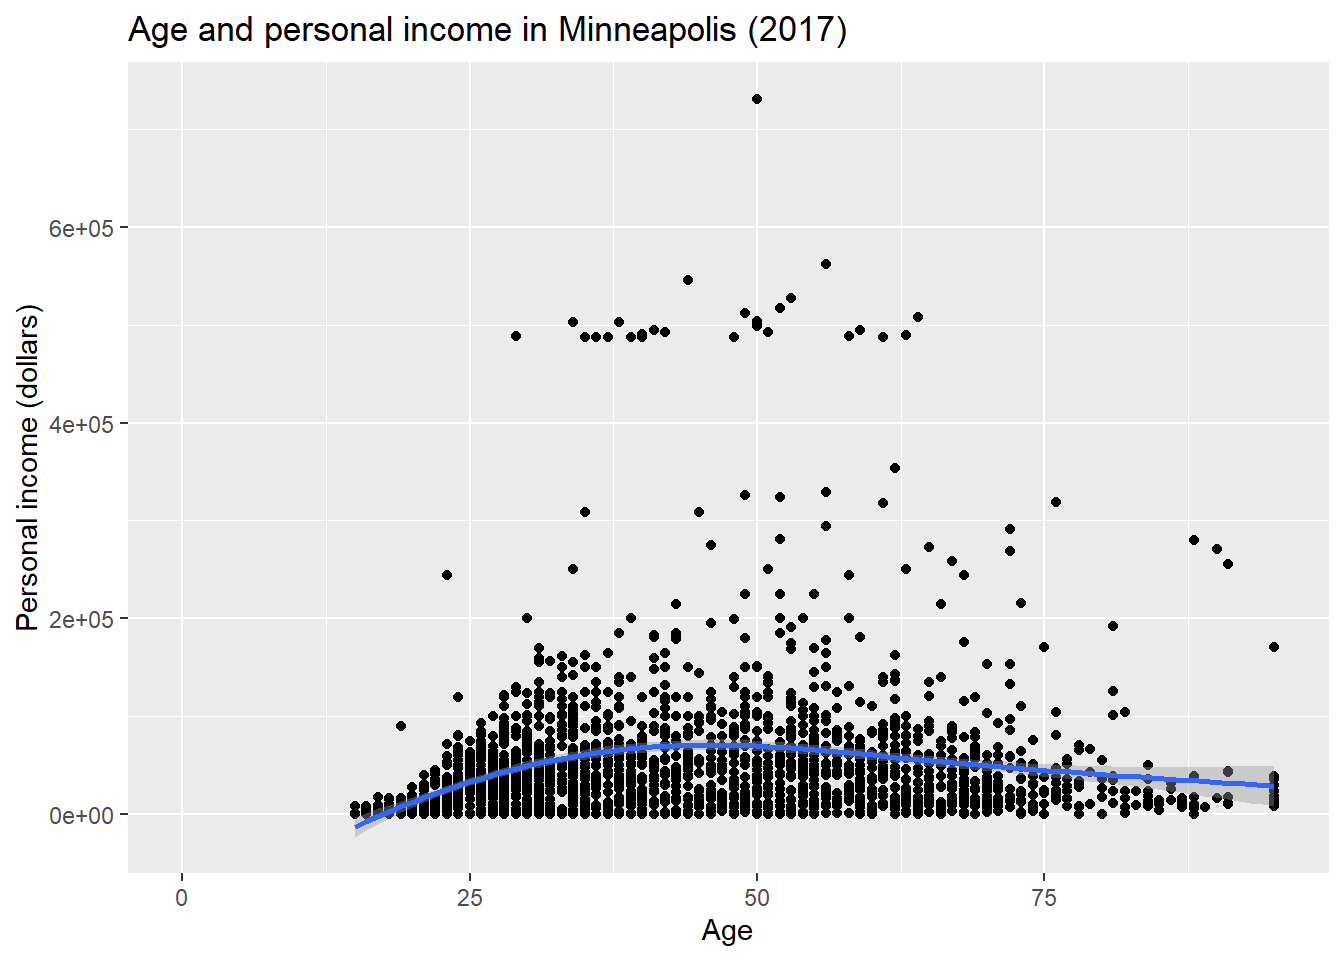 Age and personal income in Minneapolis (2017)
Personal income (dollars)
6e+05
4e+05
2e+05
0e+00
0 25 50 75
Age